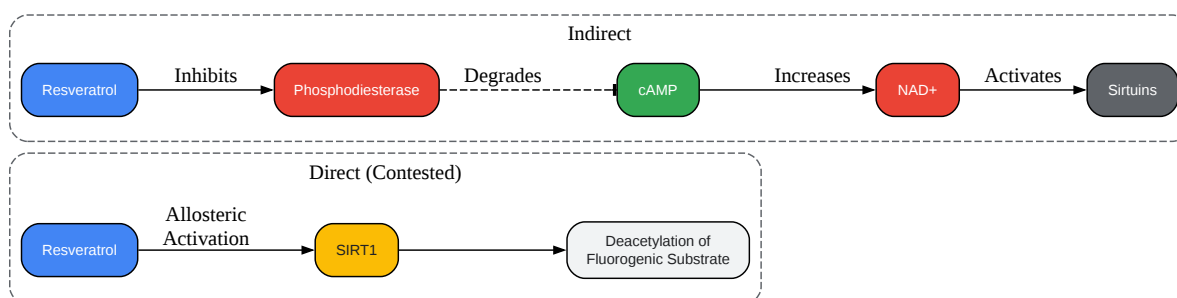 Indirect
Resveratrol
Inhibits
Phosphodiesterase
Degrades
cAMP
Increases
NAD+
Activates
Sirtuins
Direct (Contested)
Resveratrol
Allosteric
Activation
SIRT1
Deacetylation of
Fluorogenic Substrate